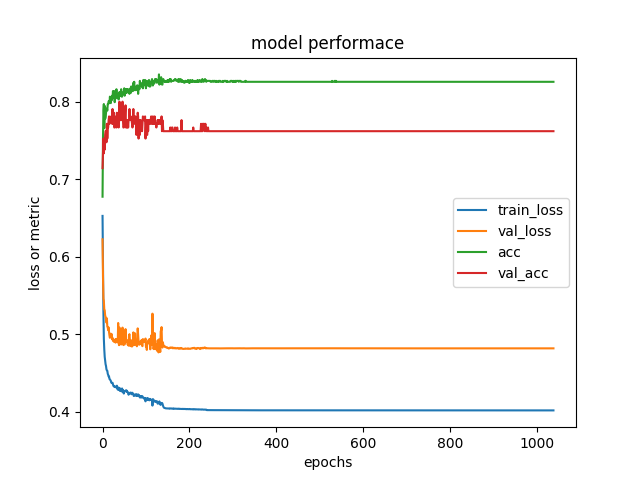 model performace
loss or metric
0.8
0.7
0.6
0.5
0.4
train_loss
val_loss
acc
val_acc
0 200 400 600 800 1000
epochs